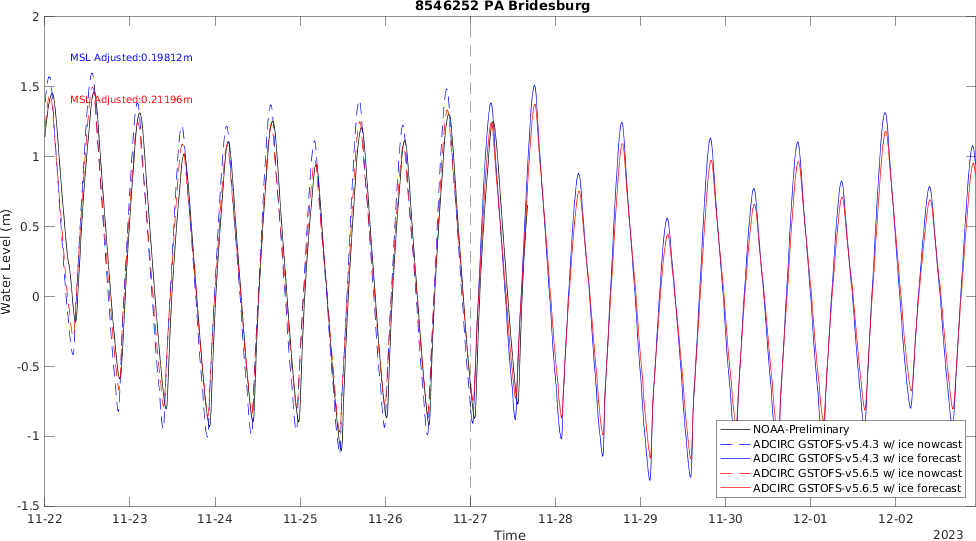 8546252 PA Bridesburg
2
1.5
1
0.5
0
-0.5
-1
-1.5
Water Level (m)
MSL Adjusted:0.19812m
MSL Adjusted:0.21196m
NOAA-Preliminary
ADCIRC GSTOFS-v5.4.3 w/ ice nowcast
ADCIRC GSTOFS-v5.4.3 w/ ice forecast
ADCIRC GSTOFS-v5.6.5 w/ ice nowcast
ADCIRC GSTOFS-v5.6.5 w/ ice forecast
11-22 11-23 11-24 11-25 11-26 11-27 11-28 11-29 11-30 12-01 12-02
Time
2023